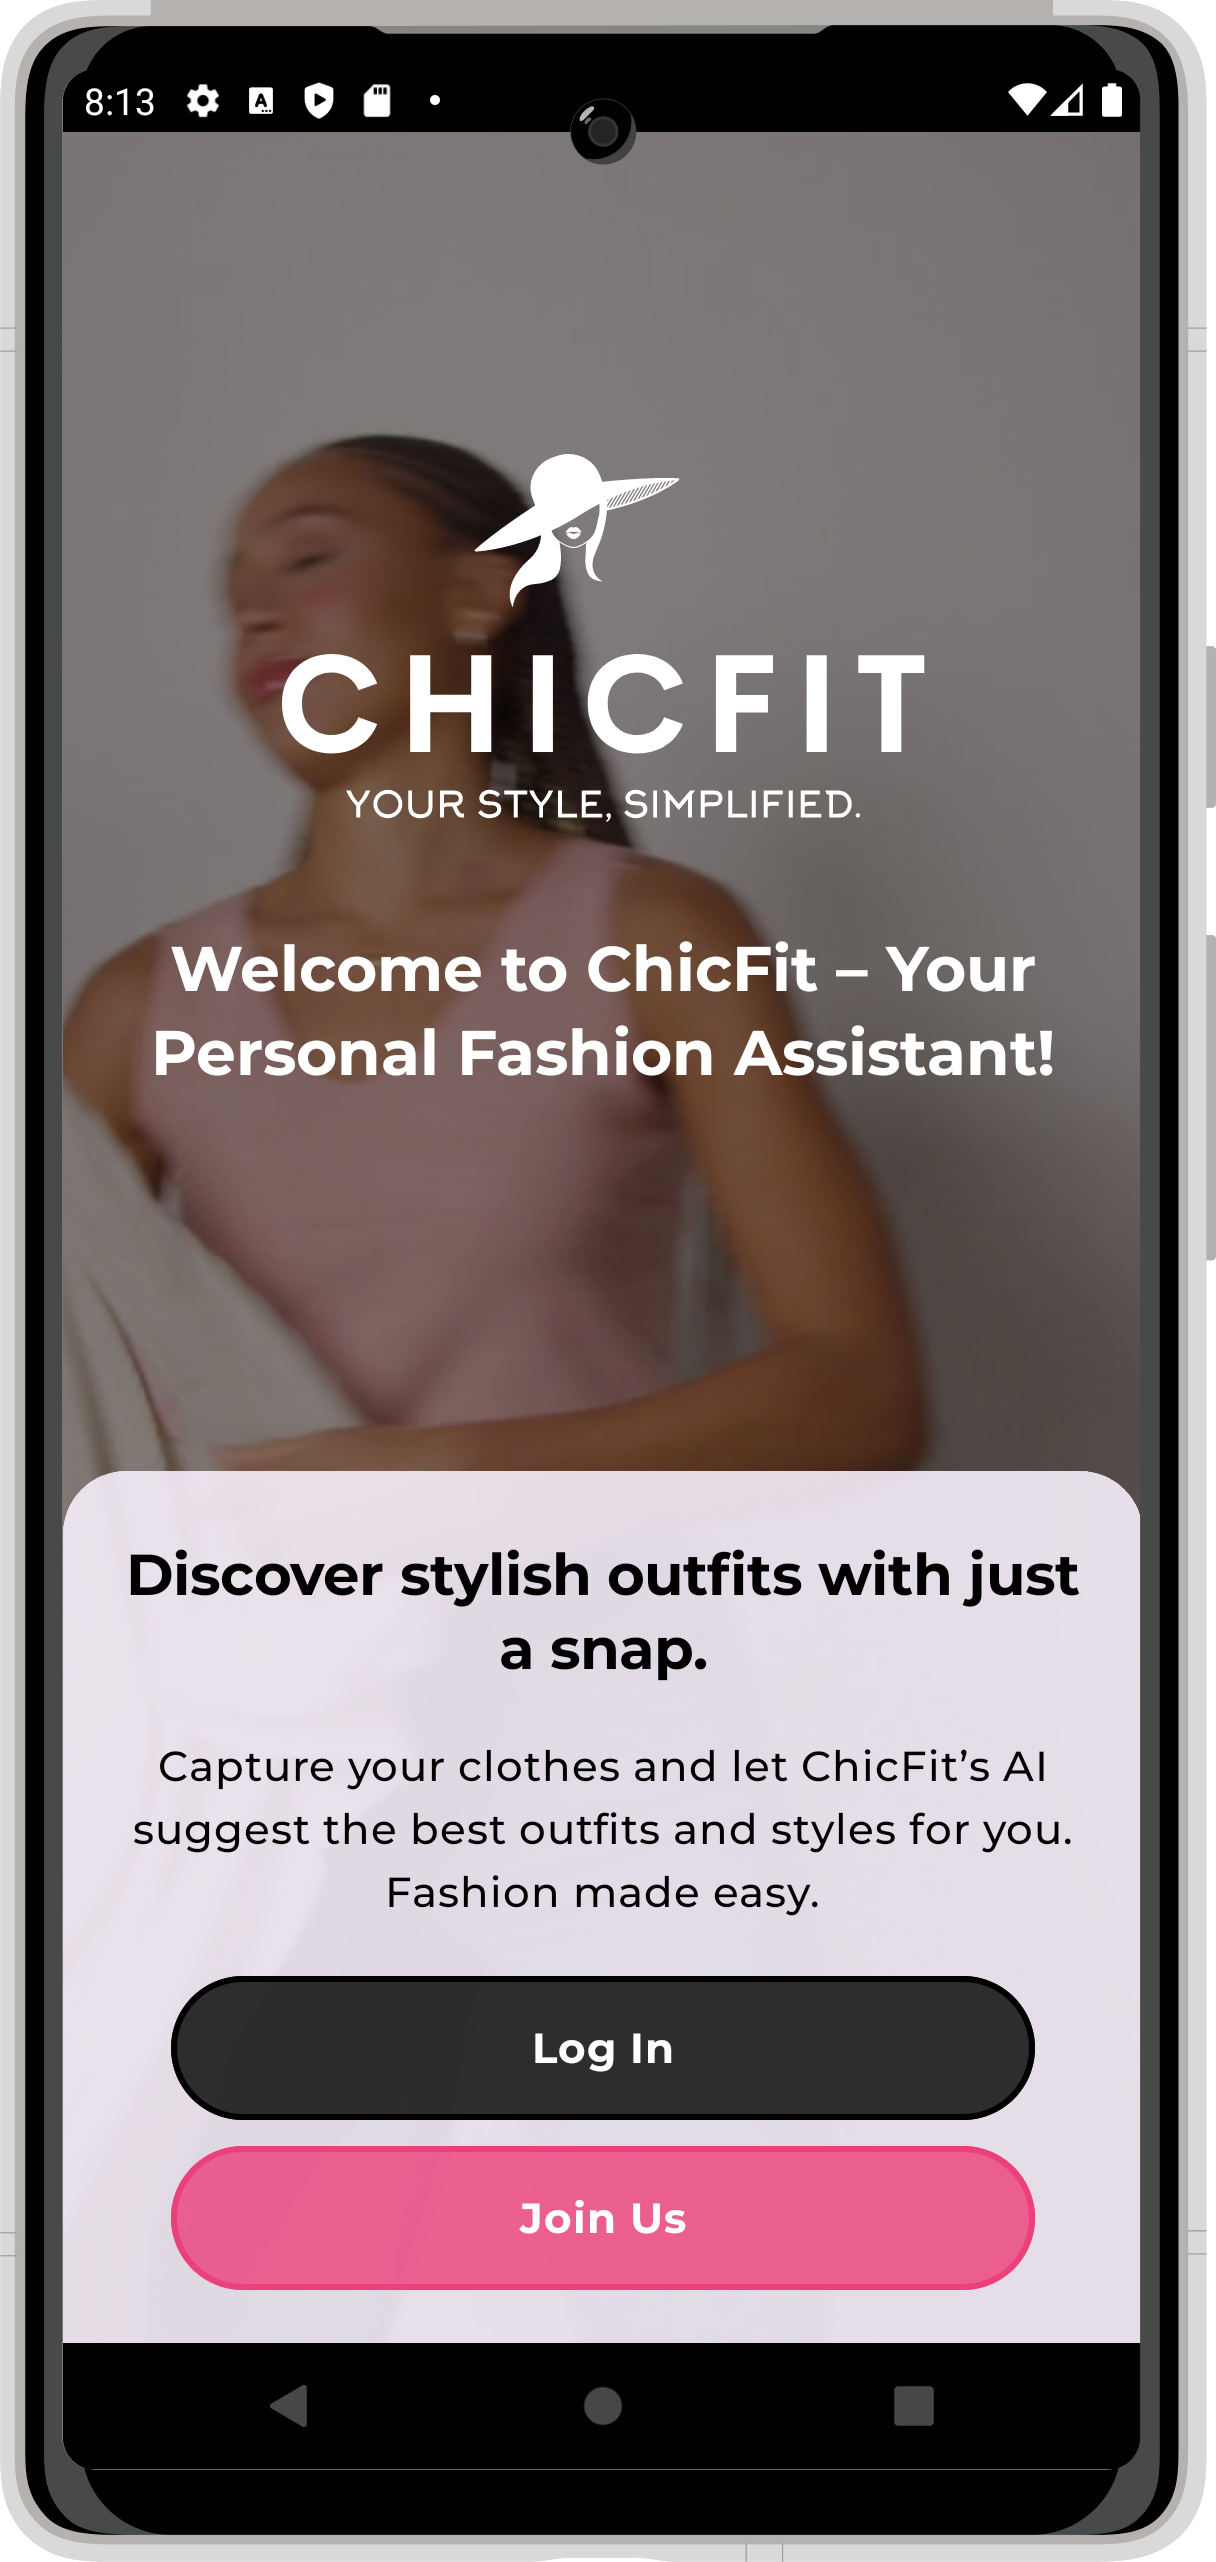 8:13
CHICFIT
YOUR STYLE, SIMPLIFIED.
Welcome to ChicFit – Your
Personal Fashion Assistant!
Discover stylish outfits with just
a snap.
Capture your clothes and let ChicFit’s AI
suggest the best outfits and styles for you.
Fashion made easy.
Log In
Join Us